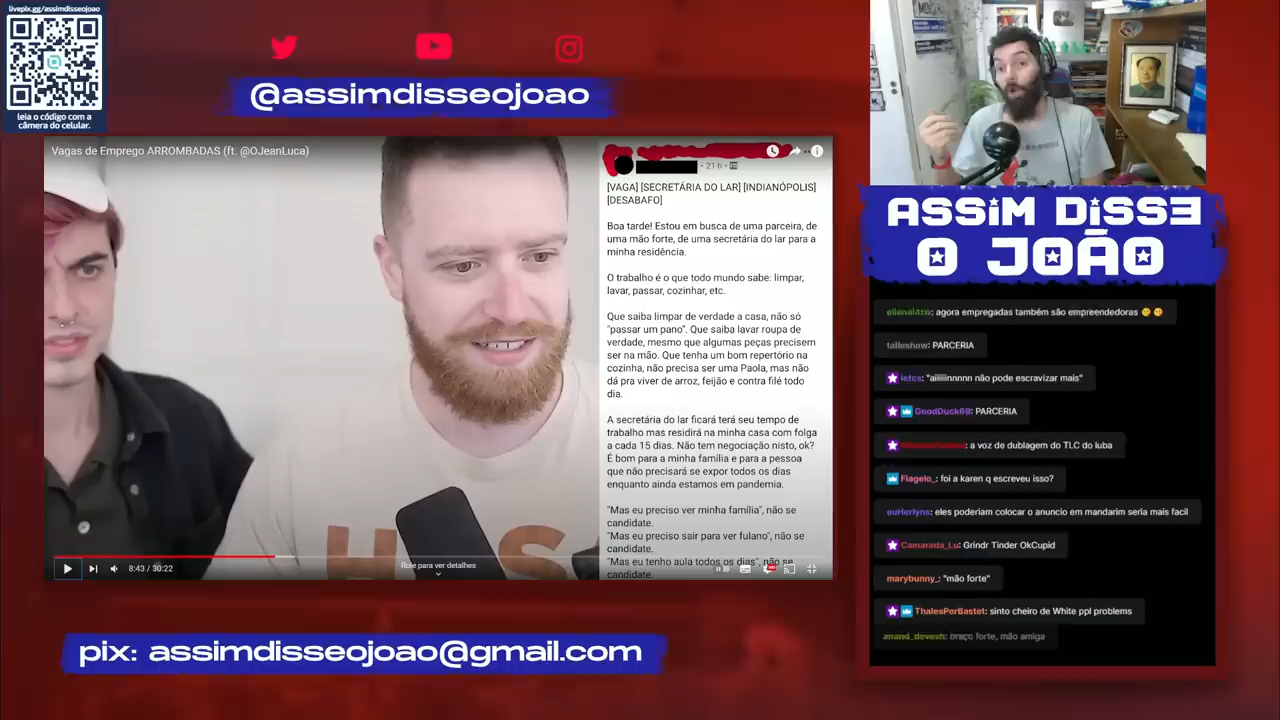 livepix.gg/assimdisseojoao
leia o código com a
câmera do celular.
@assimdisseojoao
Vagas de Emprego ARROMBADAS (ft. @OJeanLuca)
21 h
[VAGA] [SECRETÁRIA DO LAR] [INDIANÓPOLIS]
[DESABAFO]
Boa tarde! Estou em busca de uma parceira, de
uma mão forte, de uma secretária do lar para a
minha residência.
O trabalho é o que todo mundo sabe: limpar,
lavar, passar, cozinhar, etc.
Que saiba limpar de verdade a casa, não só
"passar um pano". Que saiba lavar roupa de
verdade, mesmo que algumas peças precisem
ser na mão. Que tenha um bom repertório na
cozinha, não precisa ser uma Paola, mas não
dá pra viver de arroz, feijão e contra filé todo
dia.
A secretária do lar ficará terá seu tempo de
trabalho mas residirá na minha casa com folga
a cada 15 dias. Não tem negociação nisto, ok?
É bom para a minha família e para a pessoa
que não precisará se expor todos os dias
enquanto ainda estamos em pandemia.
"Mas eu preciso ver minha família", não se
candidate.
"Mas eu preciso sair para ver fulano", não se
candidate.
"Mas eu tenho aula todos os dias", não se
candidate.
8:43 / 30:22
Role para ver detalhes
pix: assimdisseojoao@gmail.com
ASSIM DISSE
O JOÃO
elienai4tw: agora empregadas também são empreendedoras
talleshow: PARCERIA
ietcs: "aiiiiinnnnn não pode escravizar mais"
GoodDuck69: PARCERIA
: a voz de dublagem do TLC do luba
Flagelo_: foi a karen q escreveu isso?
euHerlyns: eles poderiam colocar o anuncio em mandarim seria mais facil
Camarada_Lu: Grindr Tinder OkCupid
marybunny_: "mão forte"
ThalesPerBastet: sinto cheiro de White ppl problems
anand_devesh: braço forte, mão amiga